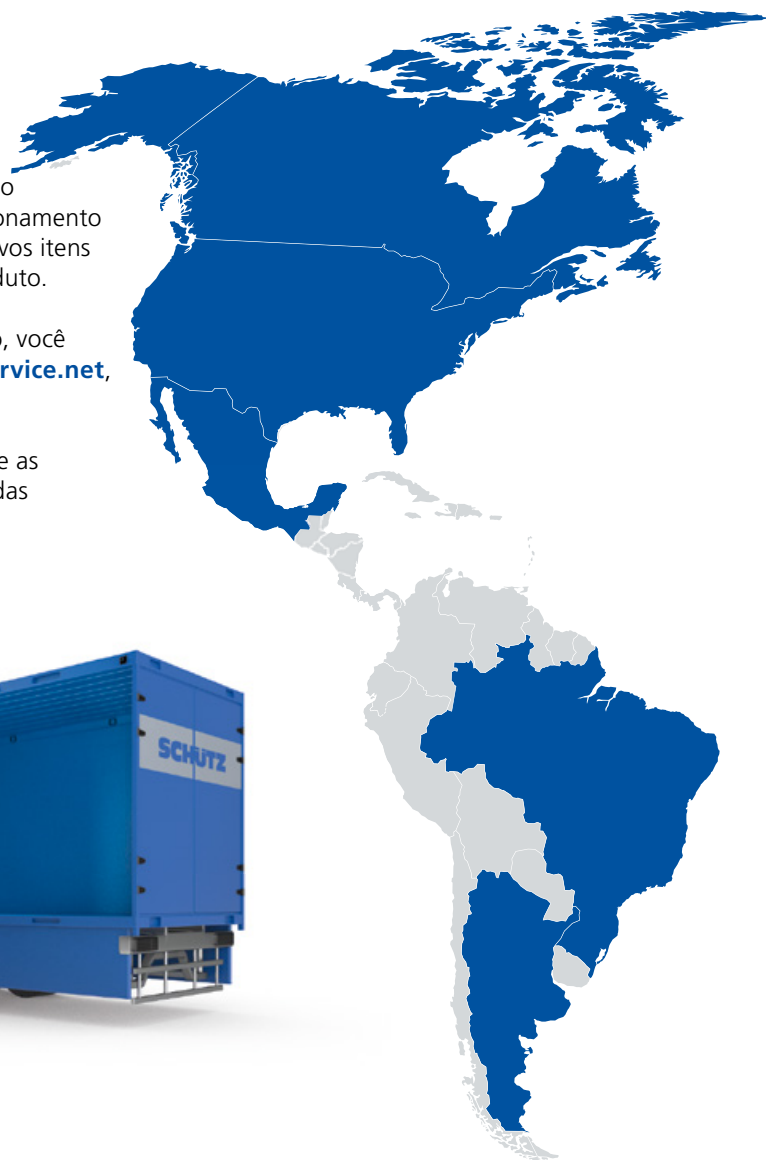 o
onamento
vos itens
duto.
o, você
rvice.net,
e as
das
SCHÜTZ